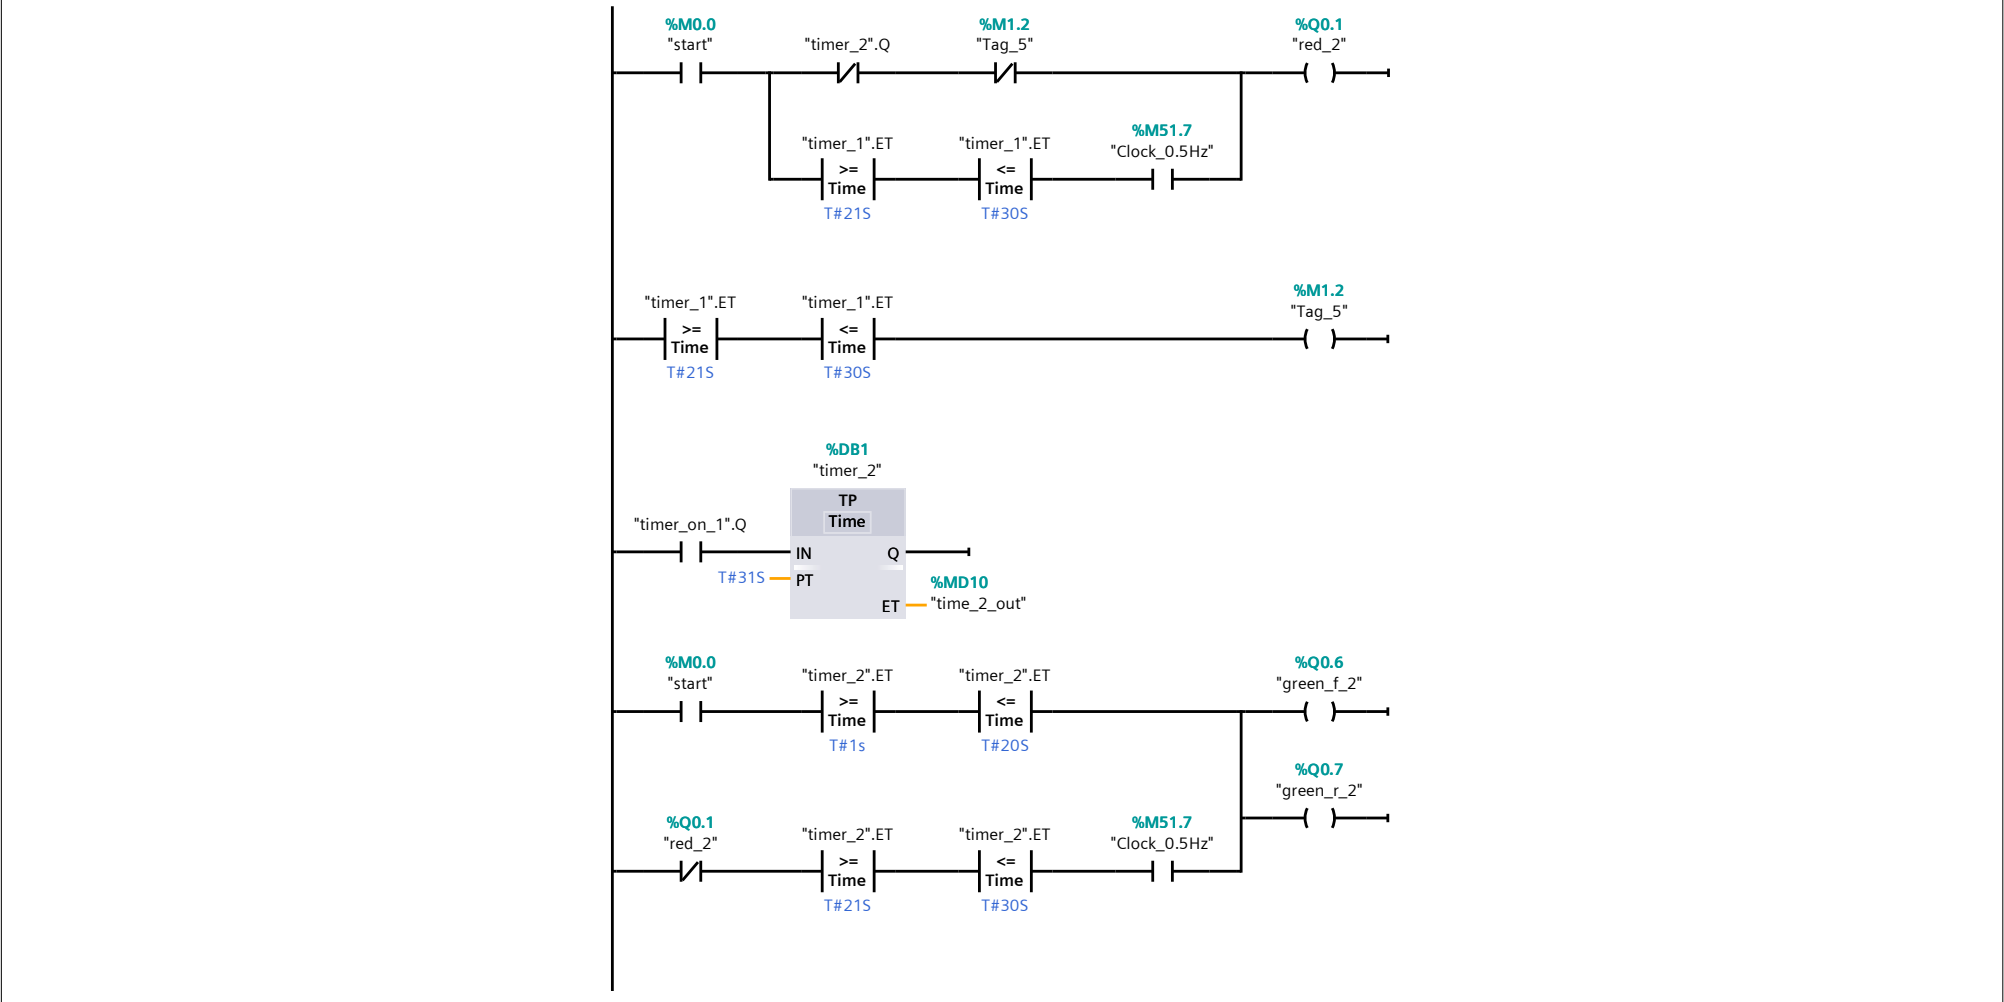 %M0.0
"start"
"timer_2".Q
%M1.2
"Tag_5"
%Q0.1
"red_2"
"timer_1".ET
>=
Time
T#21S
"timer_1".ET
<=
Time
T#30S
%M51.7
"Clock_0.5Hz"
"timer_1".ET
>=
Time
T#21S
"timer_1".ET
<=
Time
T#30S
%M1.2
"Tag_5"
%DB1
"timer_2"
TP
Time
"timer_on_1".Q
IN
Q
T#31S
PT
%MD10
ET
"time_2_out"
%M0.0
"start"
"timer_2".ET
>=
Time
T#1s
"timer_2".ET
<=
Time
T#20S
%Q0.6
"green_f_2"
%Q0.7
"green_r_2"
%Q0.1
"red_2"
"timer_2".ET
>=
Time
T#21S
"timer_2".ET
<=
Time
T#30S
%M51.7
"Clock_0.5Hz"